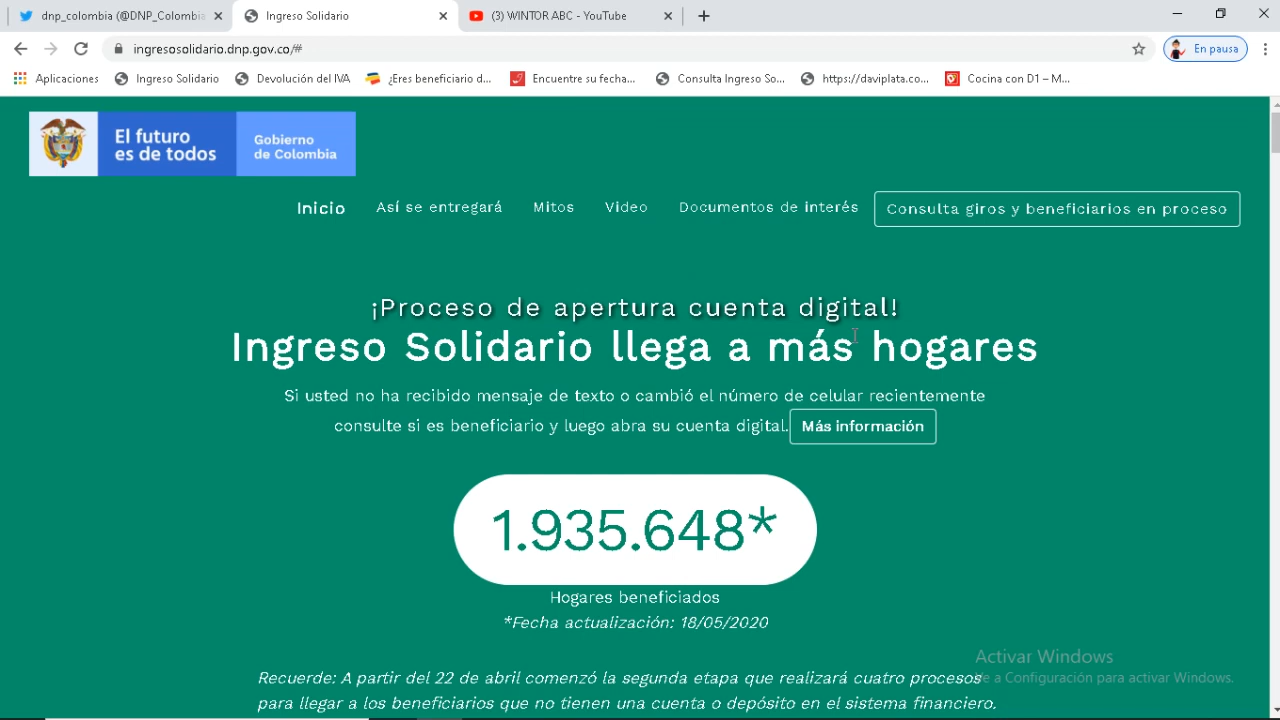 dnp_colombia (@DNP_Colombia
Ingreso Solidario
(3) WINTOR ABC - YouTube
ingresosolidario.dnp.gov.co/#
En pausa
Aplicaciones
Ingreso Solidario
Devolución del IVA
¿Eres beneficiario d...
Encuentre su fecha...
Consulta Ingreso So...
https://daviplata.co...
Cocina con D1 – M...
El futuro
es de todos
Gobierno
de Colombia
Inicio
Así se entregará
Mitos
Video
Documentos de interés
Consulta giros y beneficiarios en proceso
¡Proceso de apertura cuenta digital!
Ingreso Solidario llega a más hogares
Si usted no ha recibido mensaje de texto o cambió el número de celular recientemente
consulte si es beneficiario y luego abra su cuenta digital. Más información
1.935.648*
Hogares beneficiados
*Fecha actualización: 18/05/2020
Activar Windows
Recuerde: A partir del 22 de abril comenzó la segunda etapa que realizará cuatro procesos
Ve a Configuración para activar Windows.
para llegar a los beneficiarios que no tienen una cuenta o depósito en el sistema financiero.